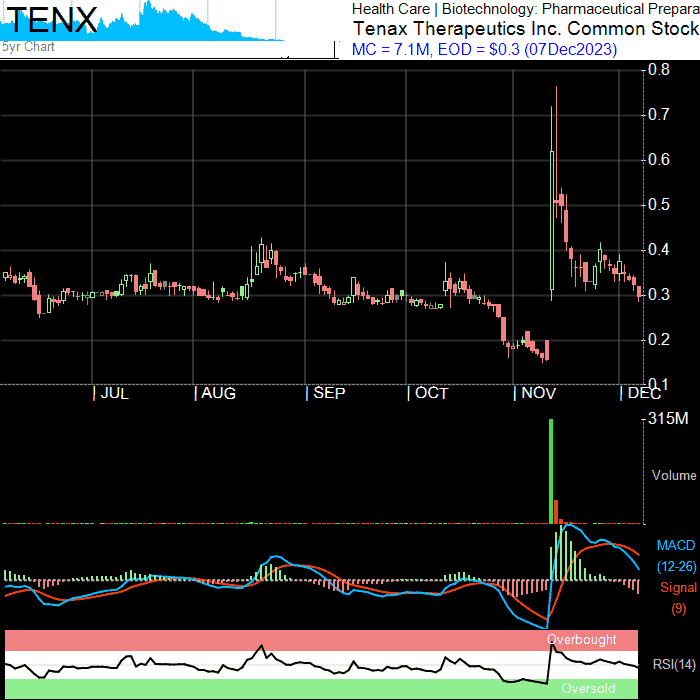 TENX
5yr Chart
Health Care | Biotechnology: Pharmaceutical Prepara
Tenax Therapeutics Inc. Common Stock
MC = 7.1M, EOD = $0.3 (07Dec2023)
0.8
0.7
0.6
0.5
0.4
0.3
0.2
0.1
JUL AUG SEP OCT NOV DEC
315M
Volume
MACD
(12-26)
Signal
(9)
Overbought
RSI(14)
Oversold